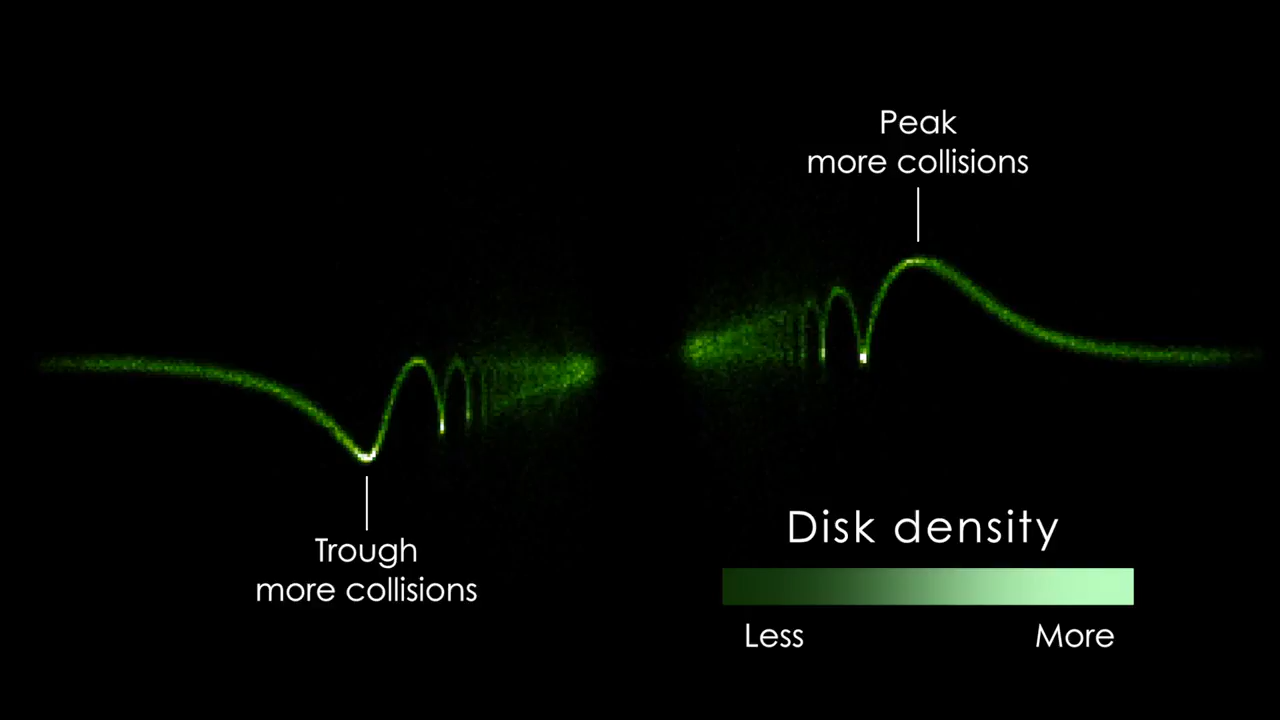 Peak
more collisions
Trough
more collisions
Disk density
Less
More